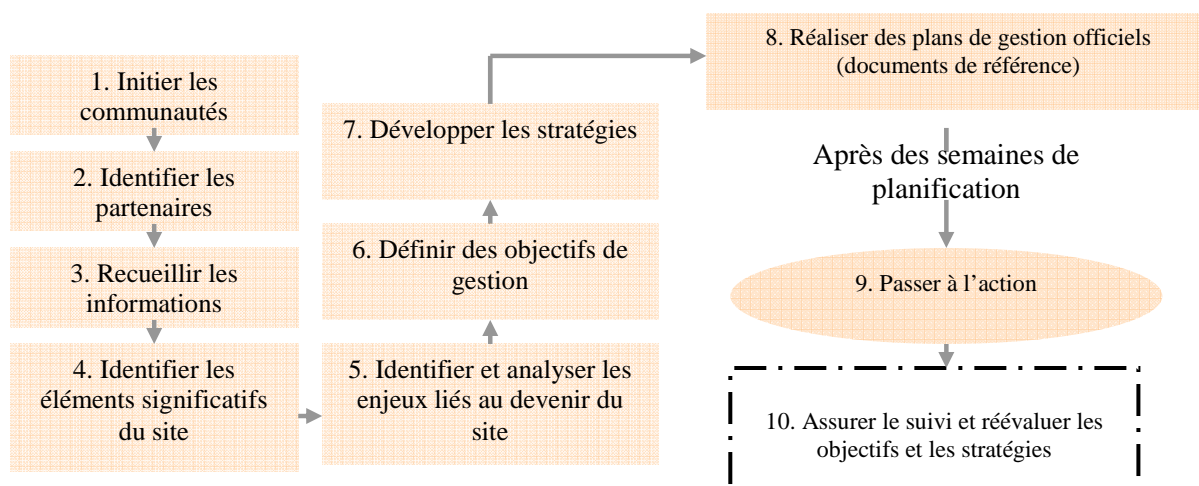 1. Initier les
communautés
2. Identifier les
partenaires
3. Recueillir les
informations
4. Identifier les
éléments significatifs
du site
5. Identifier et analyser les
enjeux liés au devenir du
site
6. Définir des objectifs de
gestion
7. Développer les stratégies
8. Réaliser des plans de gestion officiels
(documents de référence)
Après des semaines de
planification
9. Passer à l’action
10. Assurer le suivi et réévaluer les
objectifs et les stratégies